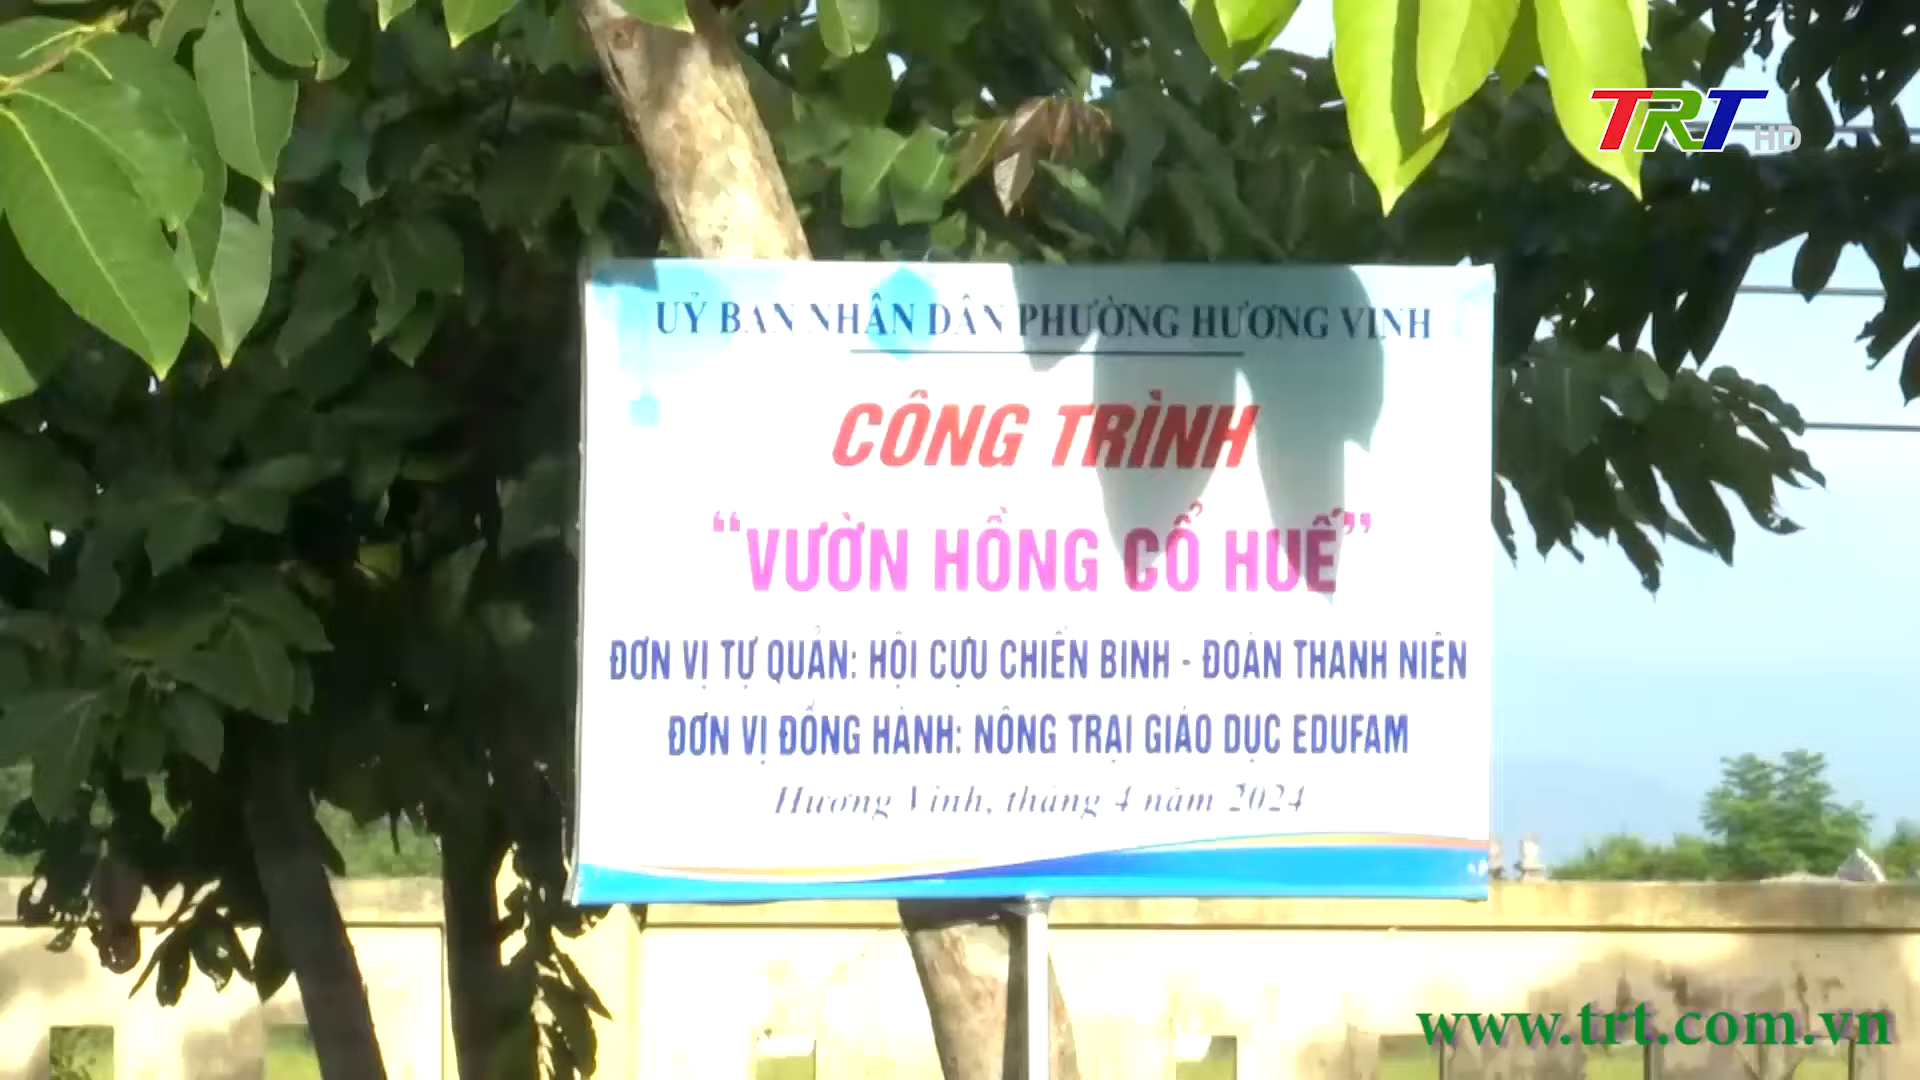 TRT HD
UỶ BAN NHÂN DÂN PHƯỜNG HƯƠNG VINH
CÔNG TRÌNH
“VƯỜN HỒNG CỔ HUẾ”
ĐƠN VỊ TỰ QUẢN: HỘI CỰU CHIẾN BINH - ĐOÀN THANH NIÊN
ĐƠN VỊ ĐỒNG HÀNH: NÔNG TRẠI GIÁO DỤC EDUFAM
Hương Vinh, tháng 4 năm 2024
www.trt.com.vn